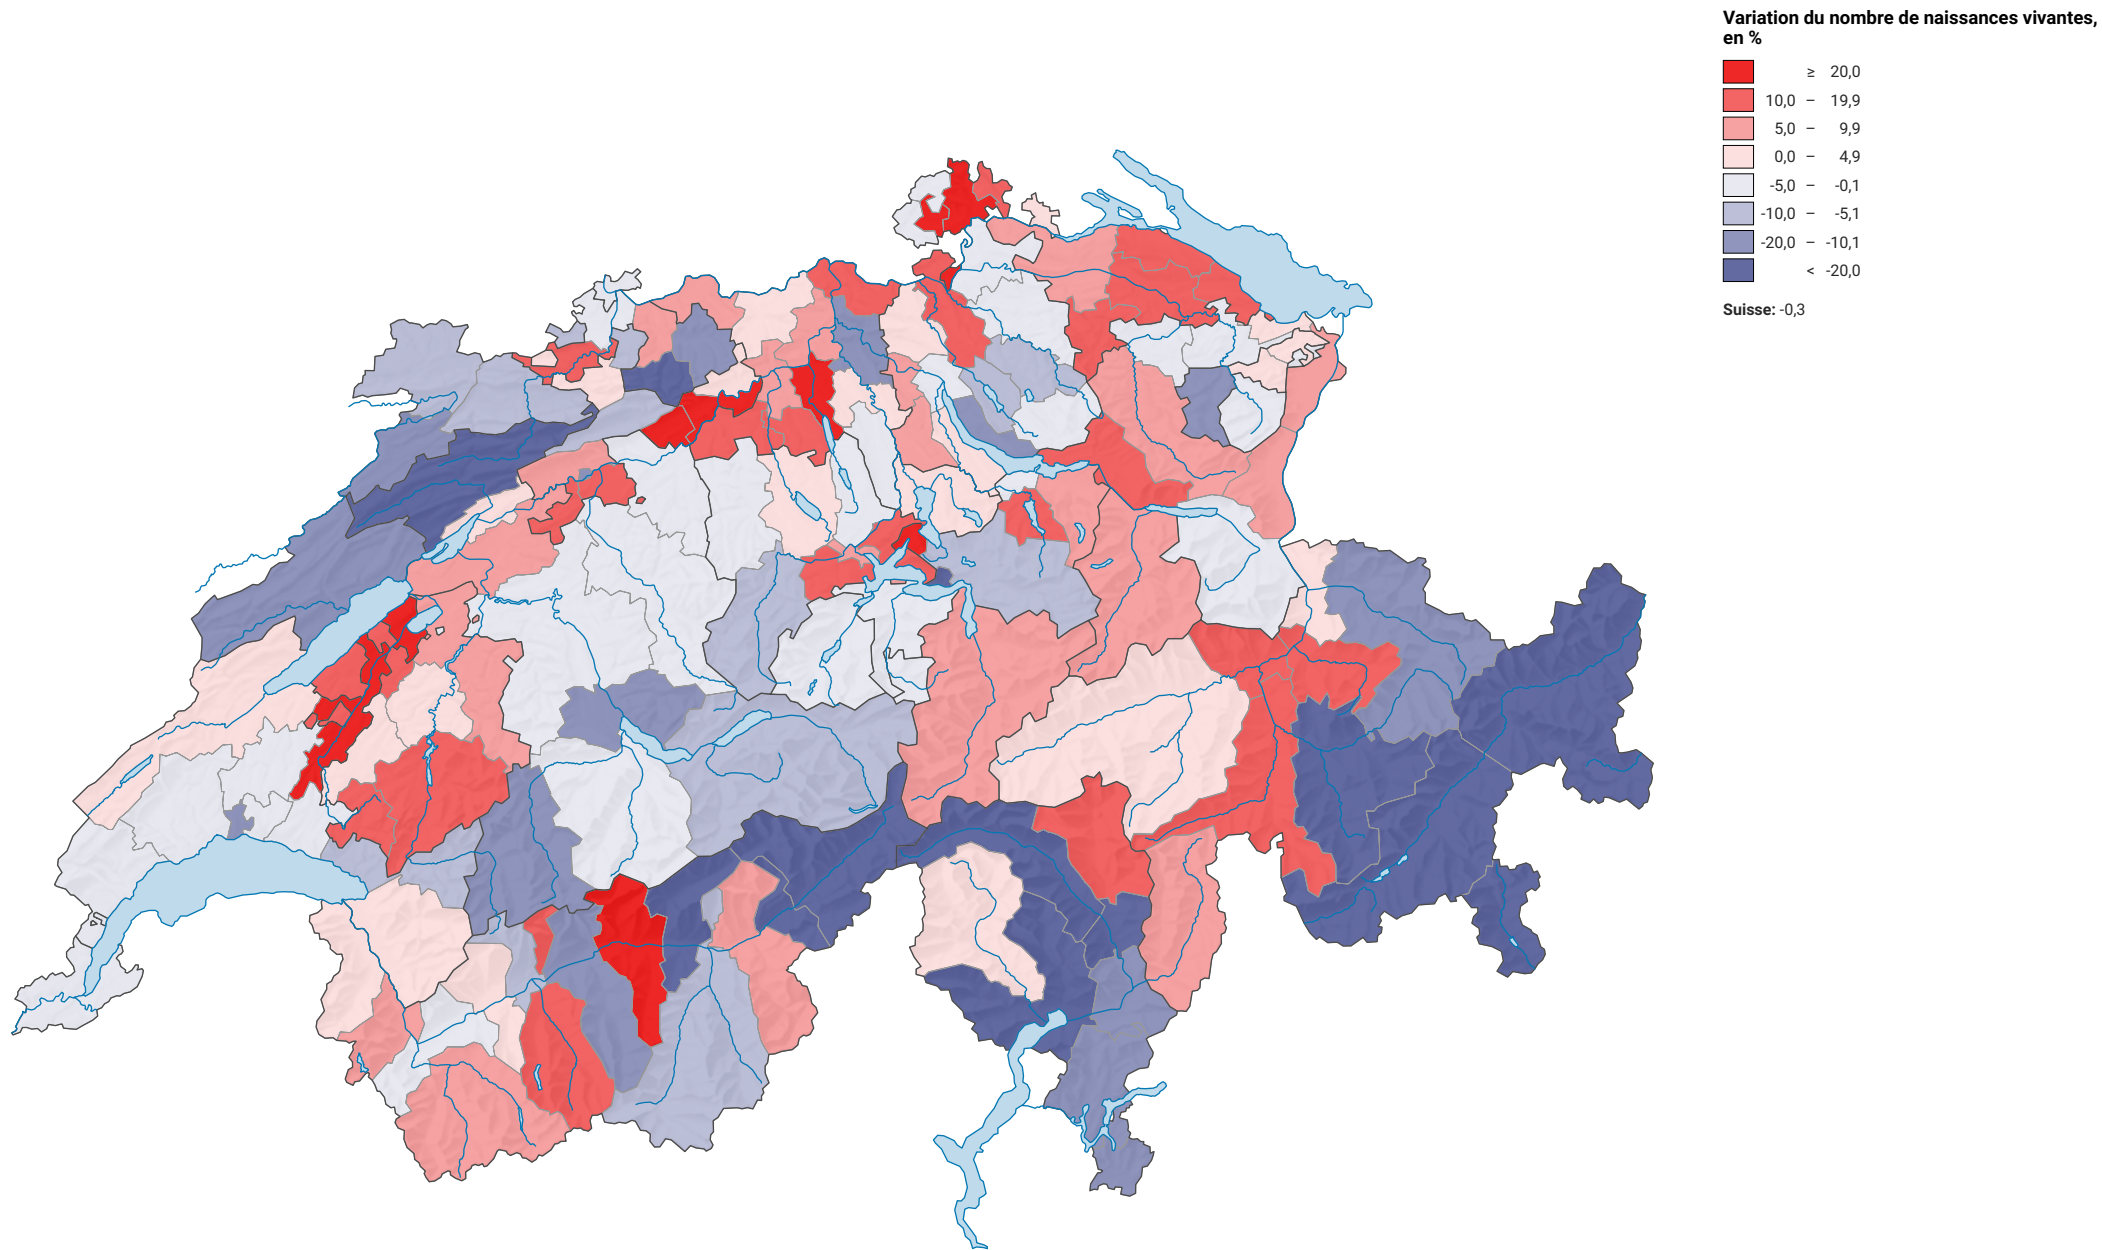 Variation du nombre de naissances vivantes,
en %
≥ 20,0
10,0 – 19,9
5,0 – 9,9
0,0 – 4,9
-5,0 – -0,1
-10,0 – -5,1
-20,0 – -10,1
< -20,0
Suisse: -0,3